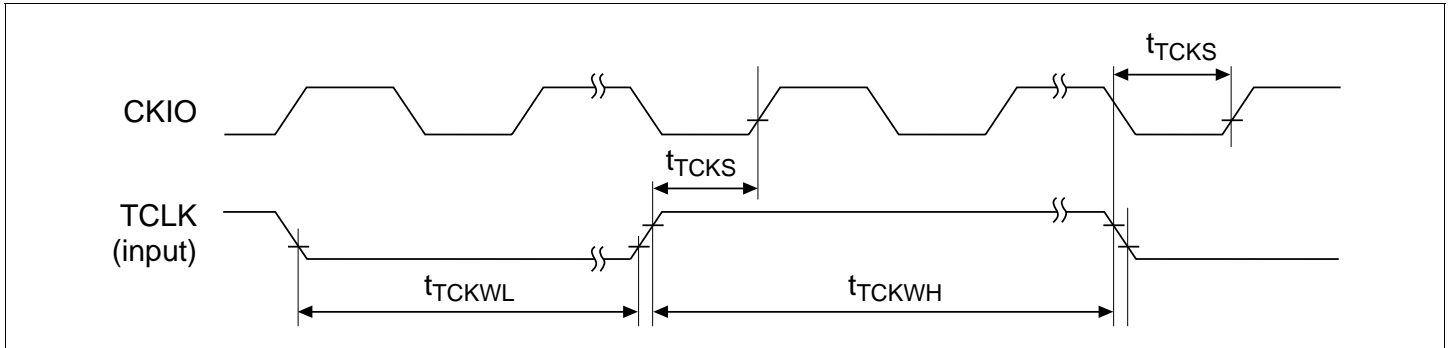 tTCKS
CKIO
tTCKS
TCLK
(input)
tTCKWL
tTCKWH